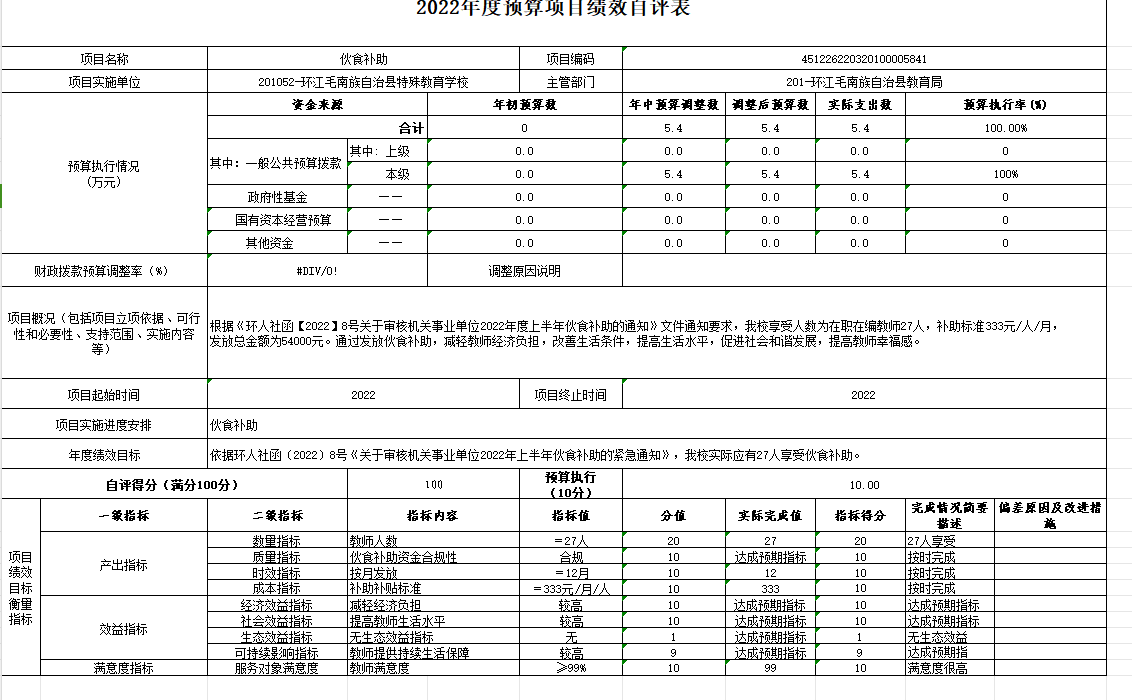 2022年度预算项目绩效自评表
项目名称 伙食补助 项目编码 451226220320100005841
项目实施单位 201052-环江毛南族自治县特殊教育学校 主管部门 201-环江毛南族自治县教育局
预算执行情况
(万元)
资金来源 年初预算数 年中预算调整数 调整后预算数 实际支出数 预算执行率(%)
合计 0 5.4 5.4 5.4 100.00%
其中：一般公共预算拨款 其中：上级 0.0 0.0 0.0 0.0 0
本级 0.0 5.4 5.4 5.4 100%
政府性基金 —— 0.0 0.0 0.0 0.0 0
国有资本经营预算 —— 0.0 0.0 0.0 0.0 0
其他资金 —— 0.0 0.0 0.0 0.0 0
财政拨款预算调整率（%） #DIV/0! 调整原因说明
项目概况（包括项目立项依据、可行
性和必要性、支持范围、实施内容
等）
根据《环人社函【2022】8号关于审核机关事业单位2022年度上半年伙食补助的通知》文件通知要求，我校享受人数为在职在编教师27人，补助标准333元/人/月，
发放总金额为54000元。通过发放伙食补助，减轻教师经济负担，改善生活条件，提高生活水平，促进社会和谐发展，提高教师幸福感。
项目起始时间 2022 项目终止时间 2022
项目实施进度安排 伙食补助
年度绩效目标 依据环人社函（2022）8号《关于审核机关事业单位2022年上半年伙食补助的紧急通知》，我校实际应有27人享受伙食补助。
自评得分（满分100分） 100 预算执行
（10分） 10.00
项目
绩效
目标
衡量
指标
一级指标 二级指标 指标内容 指标值 分值 实际完成值 指标得分 完成情况简要
描述 偏差原因及改进措
施
产出指标
数量指标 教师人数 ＝27人 20 27 20 27人享受
质量指标 伙食补助资金合规性 合规 10 达成预期指标 10 按时完成
时效指标 按月发放 ＝12月 10 12 10 按时完成
成本指标 补助补贴标准 ＝333元/月/人 10 333 10 按时完成
效益指标
经济效益指标 减轻经济负担 较高 10 达成预期指标 10 达成预期指标
社会效益指标 提高教师生活水平 较高 10 达成预期指标 10 达成预期指标
生态效益指标 无生态效益指标 无 1 达成预期指标 1 无生态效益
可持续影响指标 教师提供持续生活保障 较高 9 达成预期指标 9 达成预期指
满意度指标 服务对象满意度 教师满意度 ≥99% 10 99 10 满意度很高